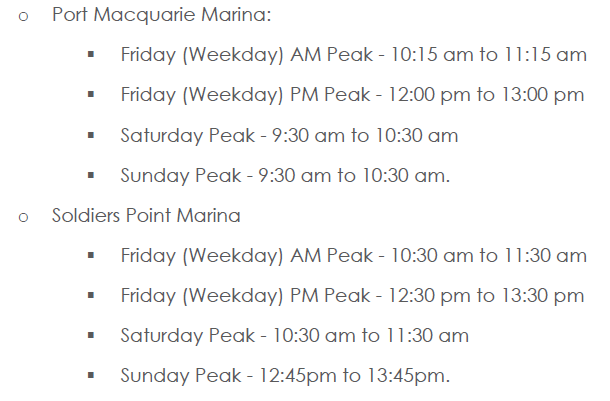 o Port Macquarie Marina:
▪ Friday (Weekday) AM Peak - 10:15 am to 11:15 am
▪ Friday (Weekday) PM Peak - 12:00 pm to 13:00 pm
▪ Saturday Peak - 9:30 am to 10:30 am
▪ Sunday Peak - 9:30 am to 10:30 am.
o Soldiers Point Marina
▪ Friday (Weekday) AM Peak - 10:30 am to 11:30 am
▪ Friday (Weekday) PM Peak - 12:30 pm to 13:30 pm
▪ Saturday Peak - 10:30 am to 11:30 am
▪ Sunday Peak - 12:45pm to 13:45pm.